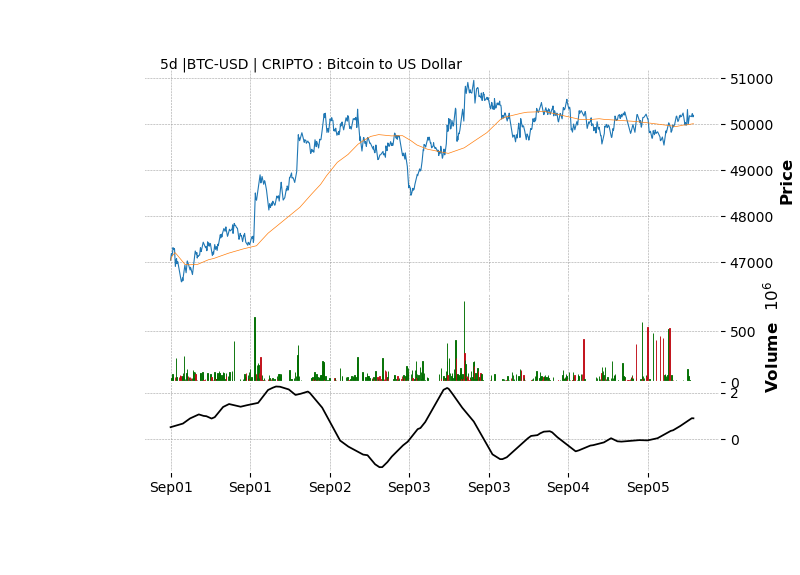 5d |BTC-USD | CRIPTO : Bitcoin to US Dollar
51000
50000
49000
48000
47000
Price
500
0
Volume 10^6
2
0
Sep01 Sep01 Sep02 Sep03 Sep03 Sep04 Sep05